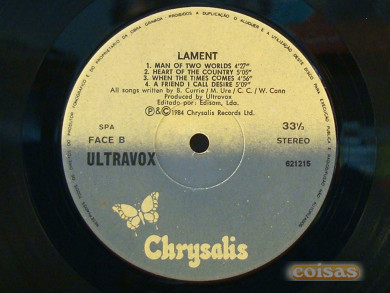 LAMENT
1. MAN OF TWO WORLDS 4'27"
2. HEART OF THE COUNTRY 5'05"
3. WHEN THE TIMES COMES 4'56"
4. A FRIEND I CALL DESIRE 5'09"
All songs written by B. Currie / M. Ure / C. C. / W. Cann
Produced by Ultravox
Editado por: Edisom, Lda.
SPA
Ⓟ&©1984 Chrysalis Records Ltd.
33⅓
FACE B
STEREO
ULTRAVOX
621215
Chrysalis
coisas